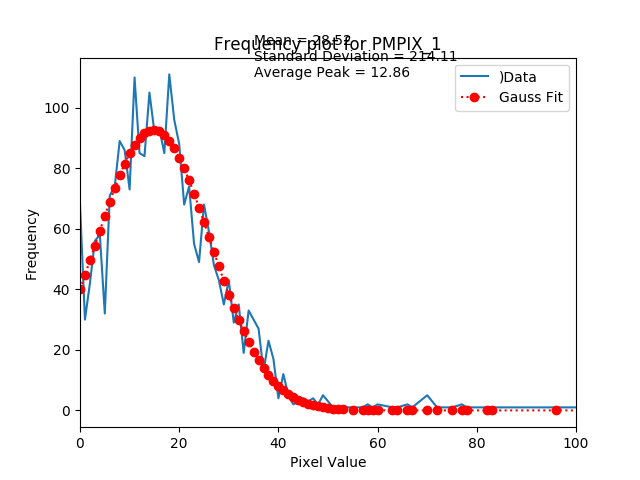 Mean = 28.52
Frequency plot for PMPIX_1
Standard Deviation = 214.11
Average Peak = 12.86
)Data
Gauss Fit
Frequency
100
80
60
40
20
0
0 20 40 60 80 100
Pixel Value